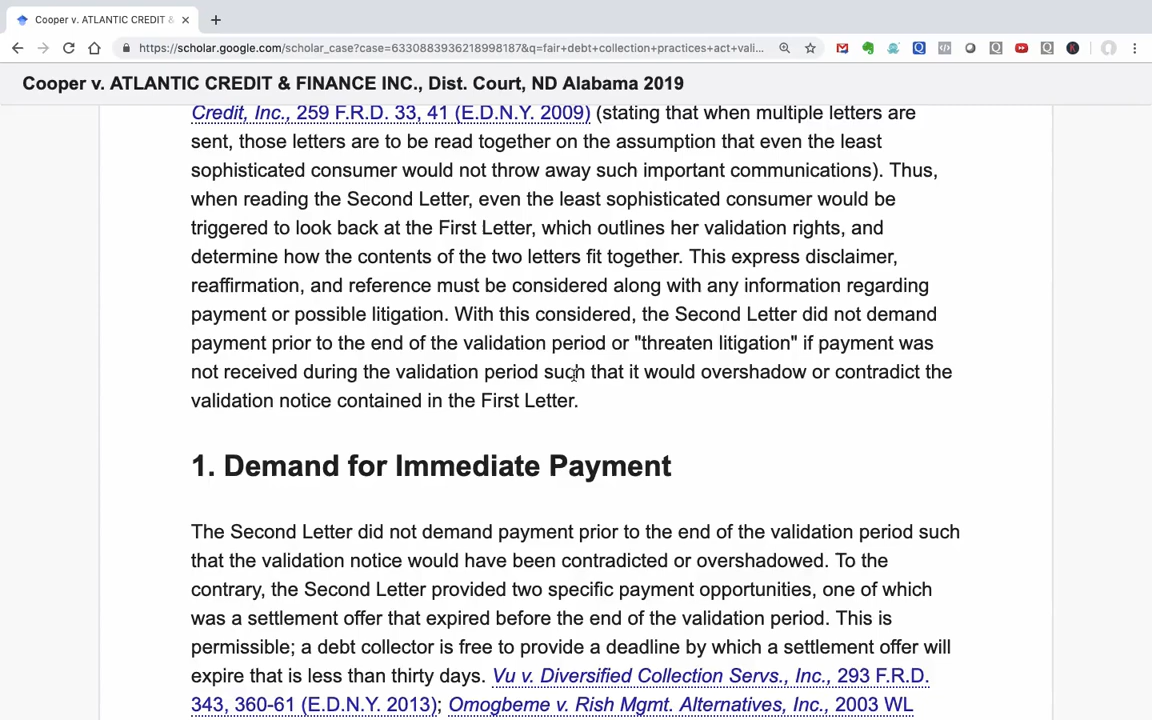 Cooper v. ATLANTIC CREDIT &
https://scholar.google.com/scholar_case?case=6330883936218998187&q=fair+debt+collection+practices+act+vali...
Cooper v. ATLANTIC CREDIT & FINANCE INC., Dist. Court, ND Alabama 2019
Credit, Inc., 259 F.R.D. 33, 41 (E.D.N.Y. 2009) (stating that when multiple letters are
sent, those letters are to be read together on the assumption that even the least
sophisticated consumer would not throw away such important communications). Thus,
when reading the Second Letter, even the least sophisticated consumer would be
triggered to look back at the First Letter, which outlines her validation rights, and
determine how the contents of the two letters fit together. This express disclaimer,
reaffirmation, and reference must be considered along with any information regarding
payment or possible litigation. With this considered, the Second Letter did not demand
payment prior to the end of the validation period or "threaten litigation" if payment was
not received during the validation period such that it would overshadow or contradict the
validation notice contained in the First Letter.
1. Demand for Immediate Payment
The Second Letter did not demand payment prior to the end of the validation period such
that the validation notice would have been contradicted or overshadowed. To the
contrary, the Second Letter provided two specific payment opportunities, one of which
was a settlement offer that expired before the end of the validation period. This is
permissible; a debt collector is free to provide a deadline by which a settlement offer will
expire that is less than thirty days. Vu v. Diversified Collection Servs., Inc., 293 F.R.D.
343, 360-61 (E.D.N.Y. 2013); Omogbeme v. Rish Mgmt. Alternatives, Inc., 2003 WL